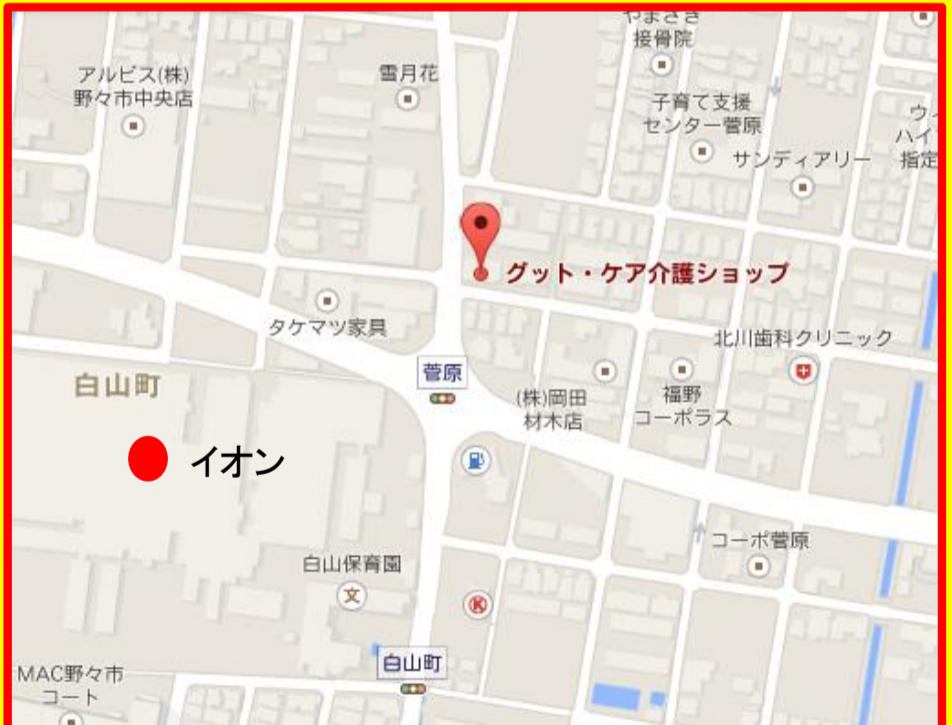 やまざき
接骨院
アルビス(株)
野々市中央店
雪月花
子育て支援
センター菅原
サンディアリー
ハイ
指定
グット・ケア介護ショップ
タケマツ家具
北川歯科クリニック
菅原
白山町
(株)岡田
材木店
福野
コーポラス
イオン
コーポ菅原
白山保育園
文
K
白山町
MAC野々市
コート